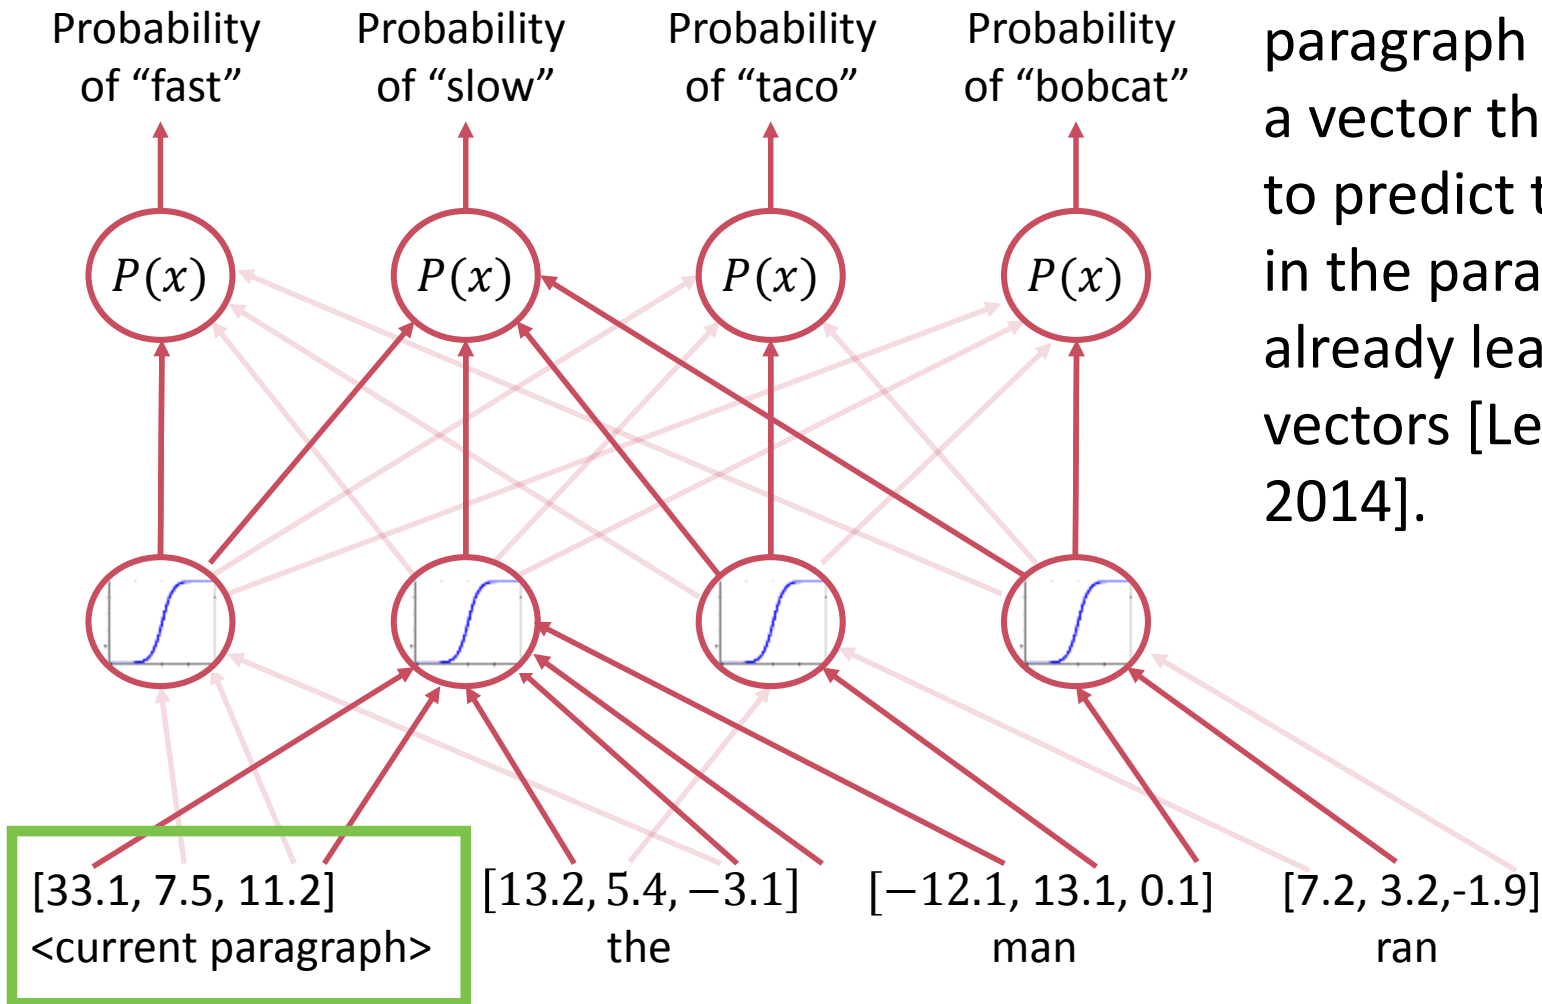 Probability
of “fast”
Probability
of “slow”
Probability
of “taco”
Probability
of “bobcat”
P(x)
P(x)
P(x)
P(x)
[33.1, 7.5, 11.2]
<current paragraph>
[13.2, 5.4, −3.1]
the
[−12.1, 13.1, 0.1]
man
[7.2, 3.2,-1.9]
ran
paragraph
a vector th
to predict t
in the para
already lea
vectors [Le
2014].